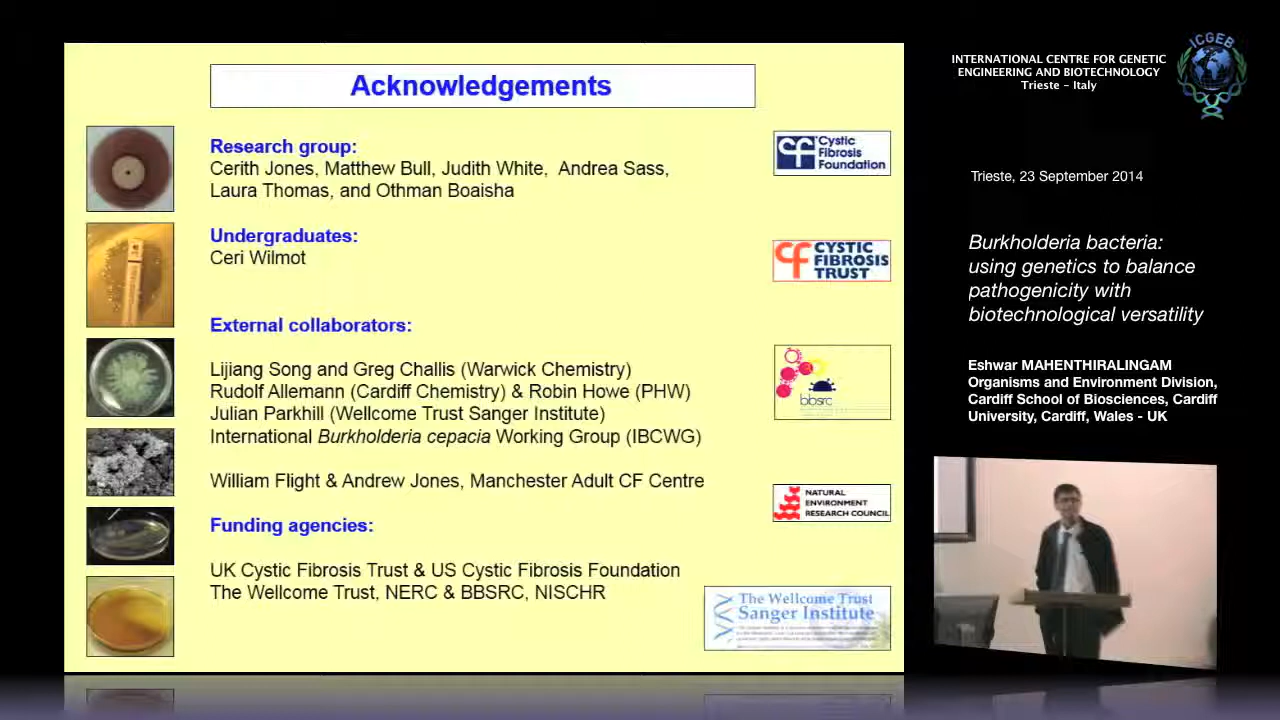 Acknowledgements
Research group:
Cerith Jones, Matthew Bull, Judith White, Andrea Sass,
Laura Thomas, and Othman Boaisha
Undergraduates:
Ceri Wilmot
External collaborators:
Lijiang Song and Greg Challis (Warwick Chemistry)
Rudolf Allemann (Cardiff Chemistry) & Robin Howe (PHW)
Julian Parkhill (Wellcome Trust Sanger Institute)
International Burkholderia cepacia Working Group (IBCWG)
William Flight & Andrew Jones, Manchester Adult CF Centre
Funding agencies:
UK Cystic Fibrosis Trust & US Cystic Fibrosis Foundation
The Wellcome Trust, NERC & BBSRC, NISCHR
cf Cystic
Fibrosis
Foundation
cf CYSTIC
FIBROSIS
TRUST
bbsrc
NATURAL
ENVIRONMENT
RESEARCH COUNCIL
The Wellcome Trust
Sanger Institute
INTERNATIONAL CENTRE FOR GENETIC
ENGINEERING AND BIOTECHNOLOGY
Trieste - Italy
ICGEB
Trieste, 23 September 2014
Burkholderia bacteria:
using genetics to balance
pathogenicity with
biotechnological versatility
Eshwar MAHENTHIRALINGAM
Organisms and Environment Division,
Cardiff School of Biosciences, Cardiff
University, Cardiff, Wales - UK